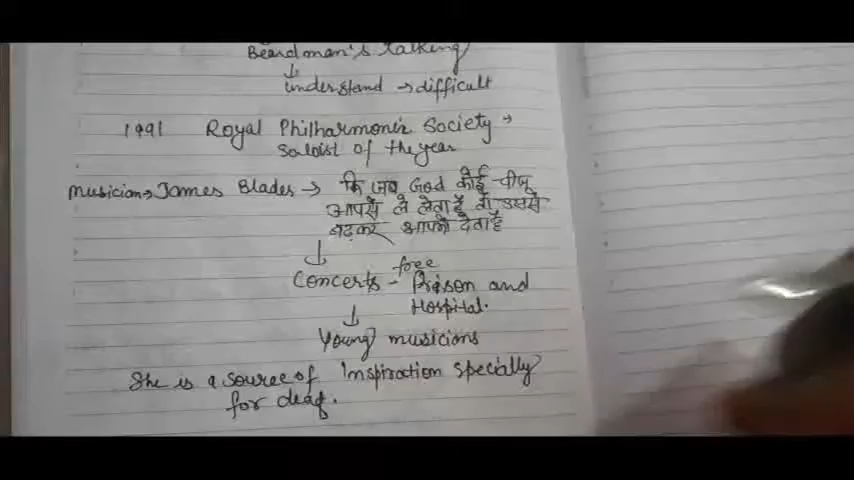 Beardman's talking
↓
understand → difficult
1991 Royal Philharmonic Society →
Soloist of the year
Musician → James Blades → कि जब God कोई चीज
आपसे ले लेता है तो उससे
बढ़कर आपको देता है
↓
free
Concerts - Prison and
Hospital.
↓
Young musicians
She is a source of Inspiration specially
for deaf.